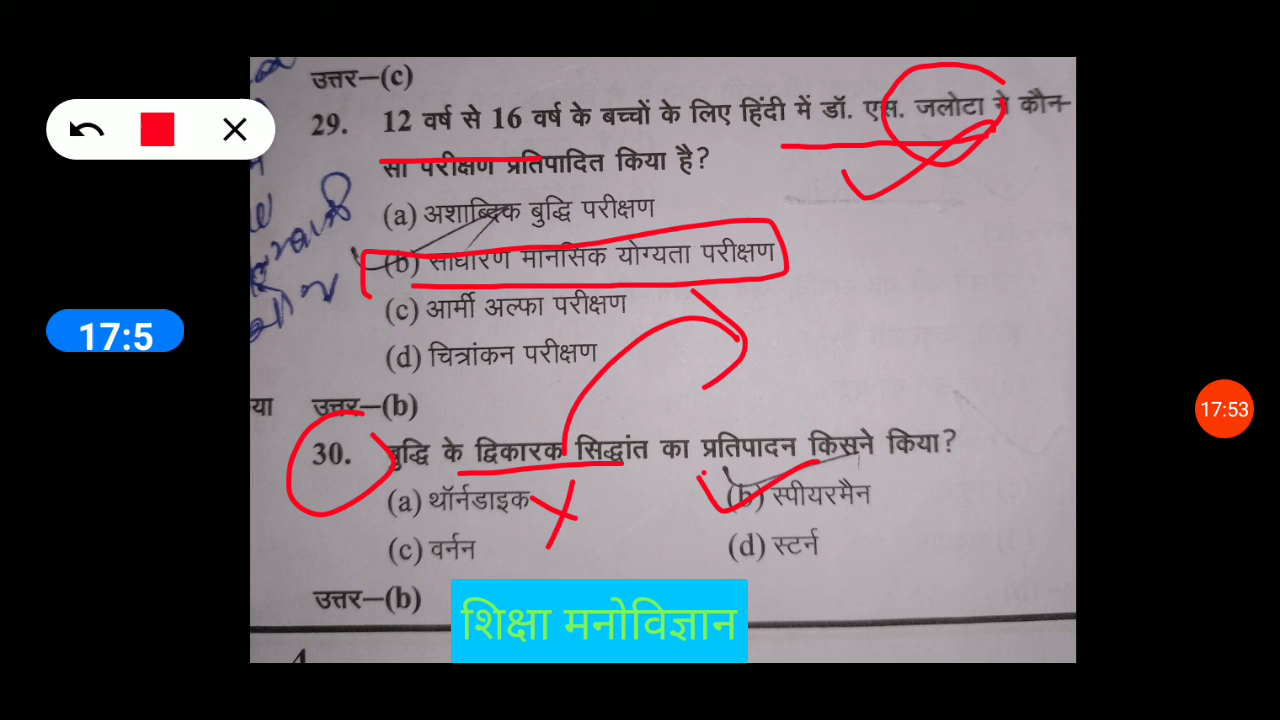 उत्तर–(c)
29. 12 वर्ष से 16 वर्ष के बच्चों के लिए हिंदी में डॉ. एस. जलोटा ने कौन-
सा परीक्षण प्रतिपादित किया है?
(a) अशाब्दिक बुद्धि परीक्षण
(b) साधारण मानसिक योग्यता परीक्षण
(c) आर्मी अल्फा परीक्षण
(d) चित्रांकन परीक्षण
या उत्तर–(b)
30. बुद्धि के द्विकारक सिद्धांत का प्रतिपादन किसने किया?
(a) थॉर्नडाइक (b) स्पीयरमैन
(c) वर्नन (d) स्टर्न
उत्तर–(b)
शिक्षा मनोविज्ञान
17:5
17:53